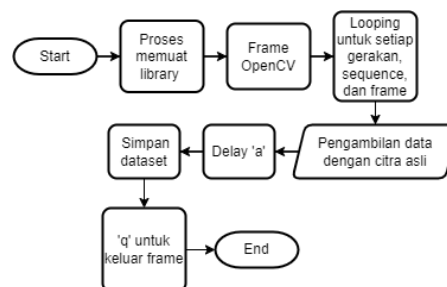 Start
Proses
memuat
library
Frame
OpenCV
Looping
untuk setiap
gerakan,
sequence,
dan frame
Pengambilan data
dengan citra asli
Delay 'a'
Simpan
dataset
'q' untuk
keluar frame
End